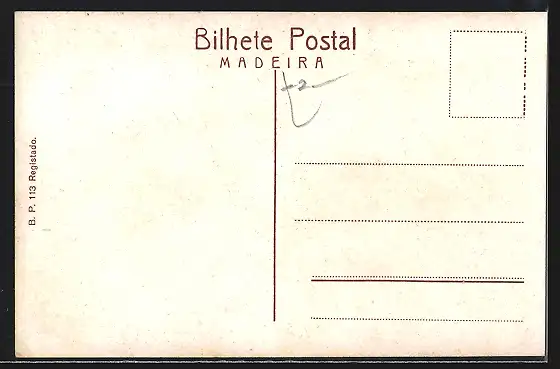 Bilhete Postal
MADEIRA
B. P. 113 Registado.